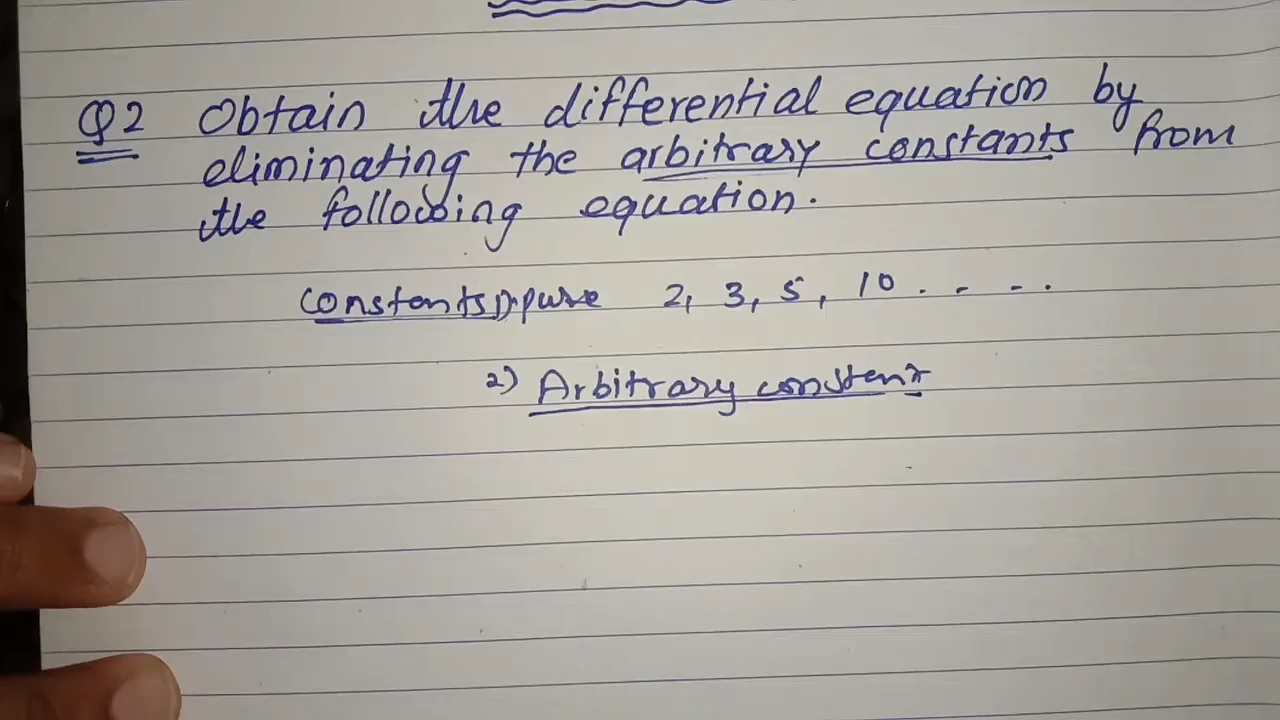 Q2 Obtain the differential equation by
eliminating the arbitrary constants from
the following equation.
constants 1) pure 2, 3, 5, 10 . . . .
2) Arbitrary constant